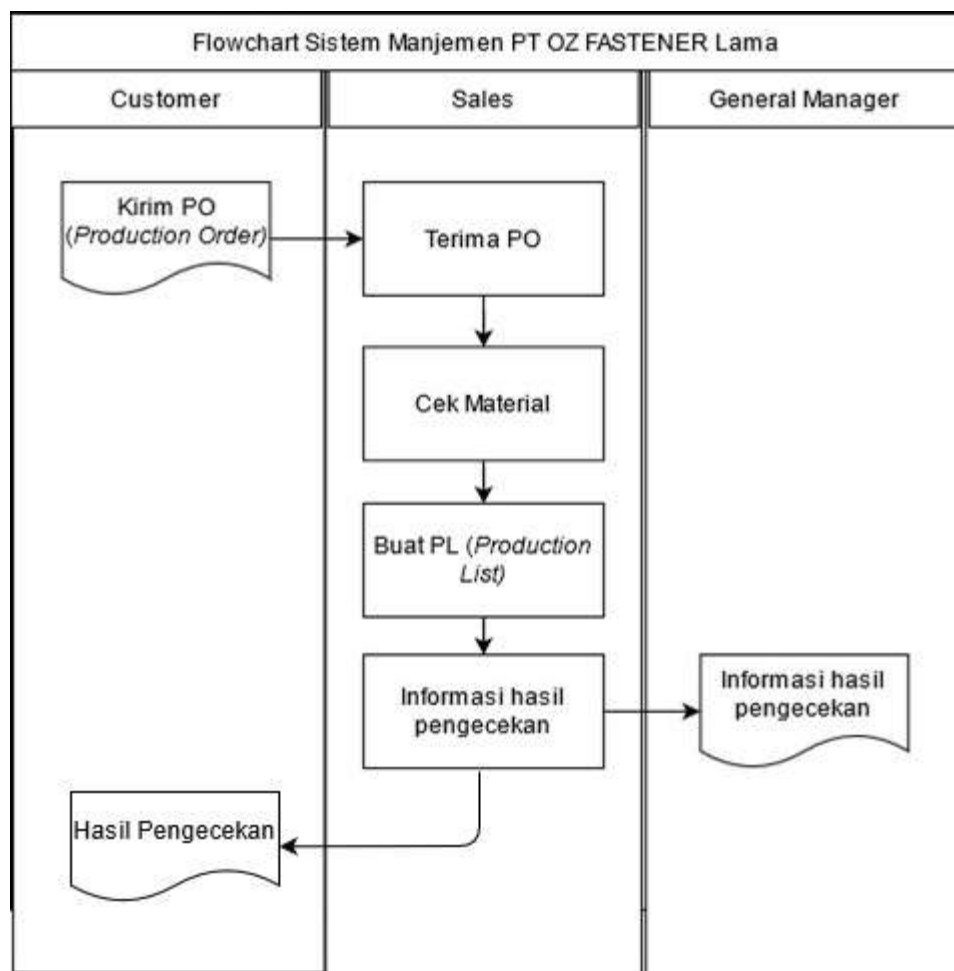 Flowchart Sistem Manjemen PT OZ FASTENER Lama
Customer
Sales
General Manager
Kirim PO
(Production Order)
Terima PO
Cek Material
Buat PL (Production
List)
Informasi hasil
pengecekan
Informasi hasil
pengecekan
Hasil Pengecekan